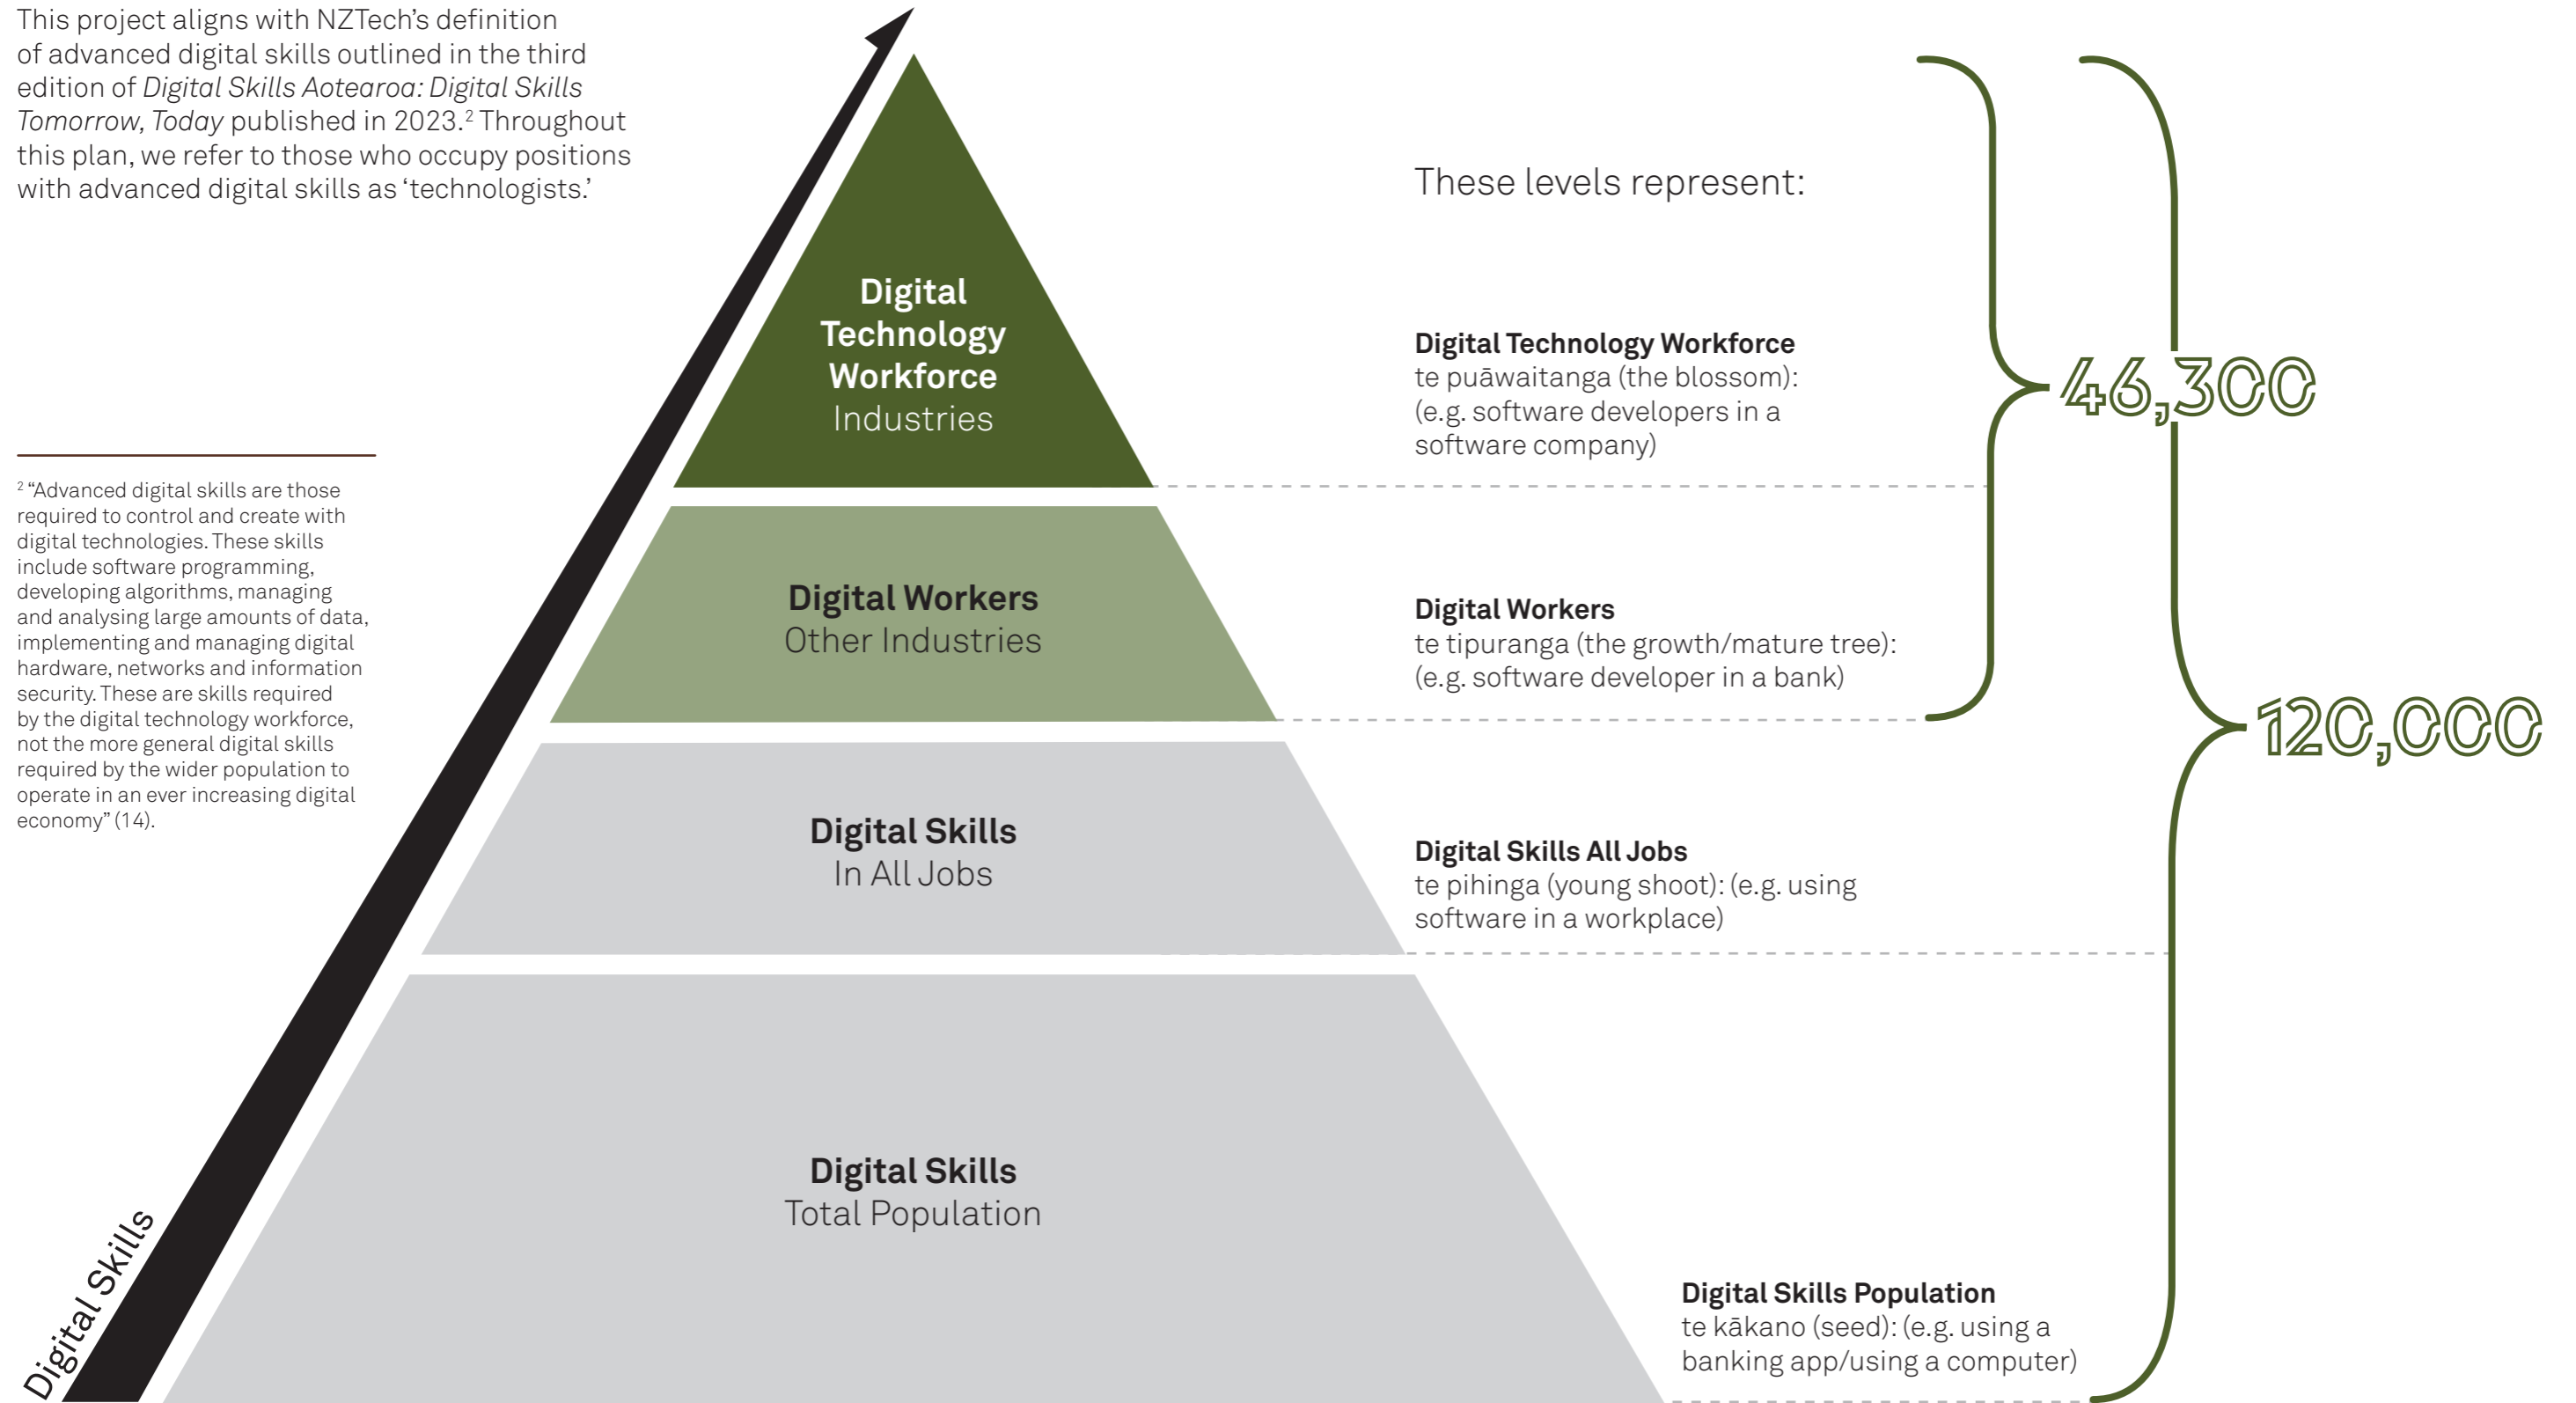 This project aligns with NZTech’s definition
of advanced digital skills outlined in the third
edition of Digital Skills Aotearoa: Digital Skills
Tomorrow, Today published in 2023.² Throughout
this plan, we refer to those who occupy positions
with advanced digital skills as ‘technologists.’
² “Advanced digital skills are those
required to control and create with
digital technologies. These skills
include software programming,
developing algorithms, managing
and analysing large amounts of data,
implementing and managing digital
hardware, networks and information
security. These are skills required
by the digital technology workforce,
not the more general digital skills
required by the wider population to
operate in an ever increasing digital
economy” (14).
Digital Skills
Digital
Technology
Workforce
Industries
Digital Workers
Other Industries
Digital Skills
In All Jobs
Digital Skills
Total Population
These levels represent:
Digital Technology Workforce
te puāwaitanga (the blossom):
(e.g. software developers in a
software company)
Digital Workers
te tipuranga (the growth/mature tree):
(e.g. software developer in a bank)
Digital Skills All Jobs
te pihinga (young shoot): (e.g. using
software in a workplace)
Digital Skills Population
te kākano (seed): (e.g. using a
banking app/using a computer)
46,300
120,000